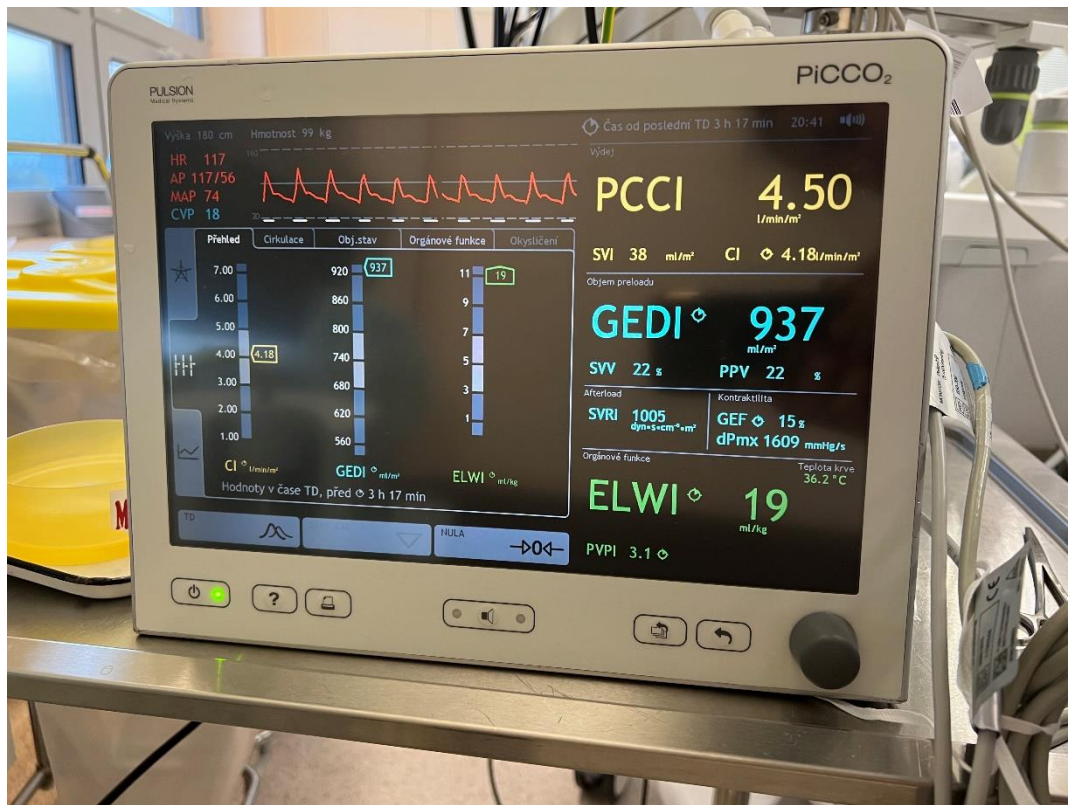 PULSION
Medical Systems
PiCCO₂
Výška 180 cm Hmotnost 99 kg
Čas od poslední TD 3 h 17 min 20:41
HR 117
AP 117/56
MAP 74
CVP 18
Přehled Cirkulace Obj.stav Orgánové funkce Okysličení
7.00
6.00
5.00
4.00
3.00
2.00
1.00
4.18
CI l/min/m²
920
860
800
740
680
620
560
937
GEDI ml/m²
11
9
7
5
3
1
19
ELWI ml/kg
Hodnoty v čase TD, před 3 h 17 min
TD
NULA
0
Výdej
PCCI 4.50
l/min/m²
SVI 38 ml/m² CI 4.18 l/min/m²
Objem preloadu
GEDI 937
ml/m²
SVV 22 % PPV 22 %
Afterload
SVRI 1005
dyn*s*cm⁻⁵*m²
Kontraktilita
GEF 15 %
dPmx 1609 mmHg/s
Orgánové funkce
Teplota krve
36.2 °C
ELWI 19
ml/kg
PVPI 3.1
?
M
CE